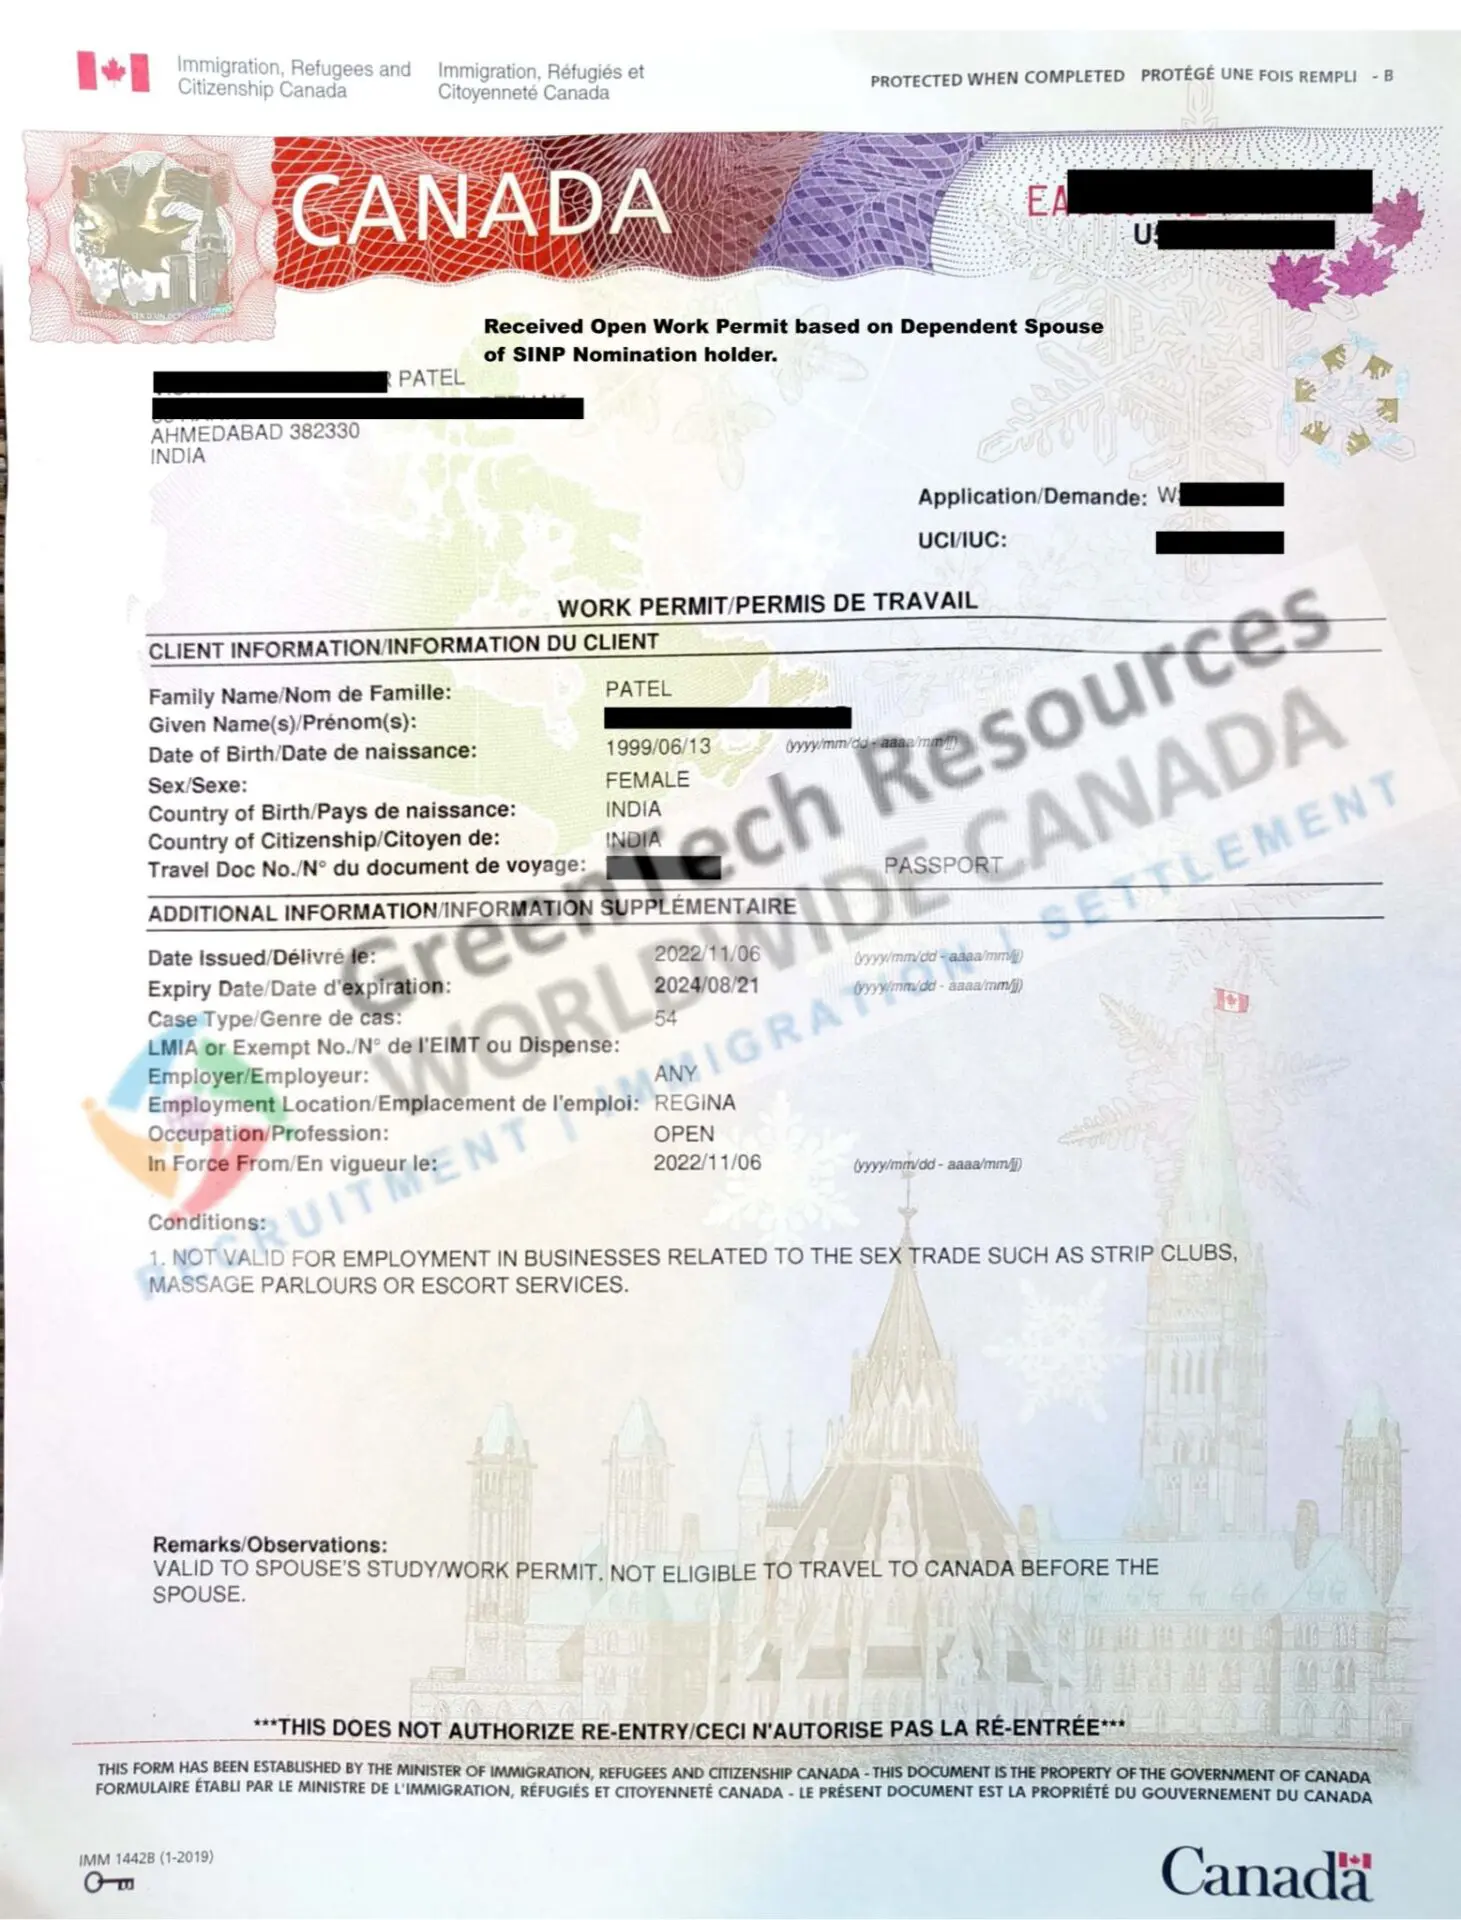 Immigration, Refugees and Citizenship Canada
Immigration, Réfugiés et Citoyenneté Canada
PROTECTED WHEN COMPLETED PROTÉGÉ UNE FOIS REMPLI - B
CANADA
EA
U
Received Open Work Permit based on Dependent Spouse
of SINP Nomination holder.
PATEL
AHMEDABAD 382330
INDIA
Application/Demande: W
UCI/IUC:
WORK PERMIT/PERMIS DE TRAVAIL
CLIENT INFORMATION/INFORMATION DU CLIENT
Family Name/Nom de Famille: PATEL
Given Name(s)/Prénom(s):
Date of Birth/Date de naissance: 1999/06/13 (yyyy/mm/dd - aaaa/mm/jj)
Sex/Sexe: FEMALE
Country of Birth/Pays de naissance: INDIA
Country of Citizenship/Citoyen de: INDIA
Travel Doc No./N° du document de voyage: PASSPORT
ADDITIONAL INFORMATION/INFORMATION SUPPLÉMENTAIRE
Date Issued/Délivré le: 2022/11/06 (yyyy/mm/dd - aaaa/mm/jj)
Expiry Date/Date d'expiration: 2024/08/21 (yyyy/mm/dd - aaaa/mm/jj)
Case Type/Genre de cas: 54
LMIA or Exempt No./N° de l'EIMT ou Dispense:
Employer/Employeur: ANY
Employment Location/Emplacement de l'emploi: REGINA
Occupation/Profession: OPEN
In Force From/En vigueur le: 2022/11/06 (yyyy/mm/dd - aaaa/mm/jj)
GreenTech Resources
WORLDWIDE CANADA
RECRUITMENT | IMMIGRATION | SETTLEMENT
Conditions:
1. NOT VALID FOR EMPLOYMENT IN BUSINESSES RELATED TO THE SEX TRADE SUCH AS STRIP CLUBS,
MASSAGE PARLOURS OR ESCORT SERVICES.
Remarks/Observations:
VALID TO SPOUSE'S STUDY/WORK PERMIT. NOT ELIGIBLE TO TRAVEL TO CANADA BEFORE THE
SPOUSE.
***THIS DOES NOT AUTHORIZE RE-ENTRY/CECI N'AUTORISE PAS LA RÉ-ENTRÉE***
THIS FORM HAS BEEN ESTABLISHED BY THE MINISTER OF IMMIGRATION, REFUGEES AND CITIZENSHIP CANADA - THIS DOCUMENT IS THE PROPERTY OF THE GOVERNMENT OF CANADA
FORMULAIRE ÉTABLI PAR LE MINISTRE DE L'IMMIGRATION, RÉFUGIÉS ET CITOYENNETÉ CANADA - LE PRÉSENT DOCUMENT EST LA PROPRIÉTÉ DU GOUVERNEMENT DU CANADA
IMM 1442B (1-2019)
Canada